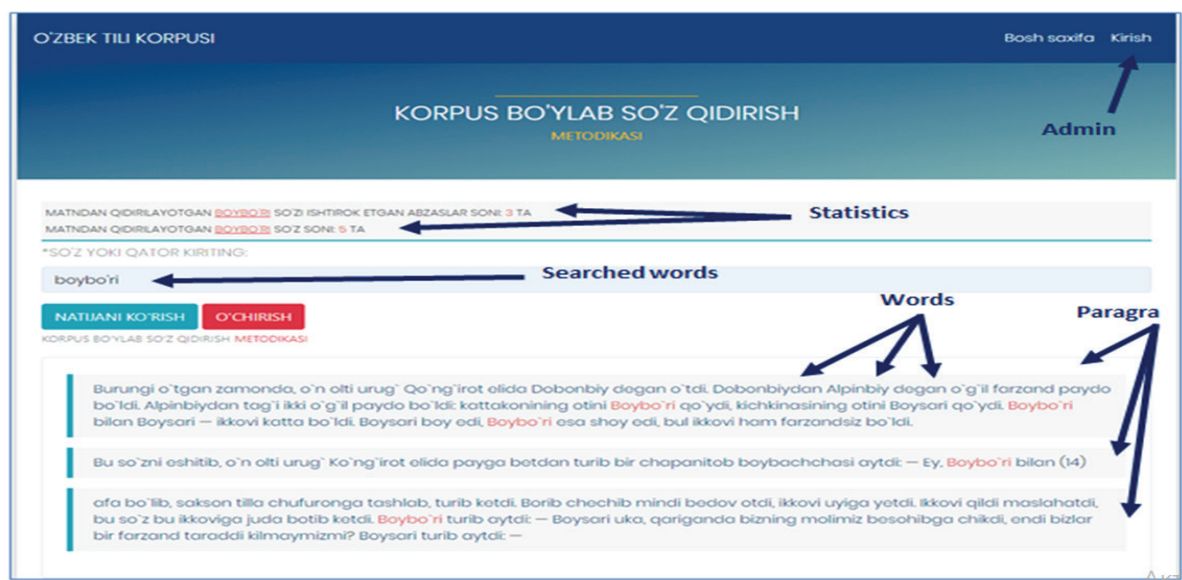 O'ZBEK TILI KORPUSI
Bosh saxifa Kirish
KORPUS BO'YLAB SO'Z QIDIRISH
METODIKASI
Admin
MATNDAN QIDIRILAYOTGAN BOYBO'RI SO'ZI ISHTIROK ETGAN ABZASLAR SONI: 3 TA
MATNDAN QIDIRILAYOTGAN BOYBO'RI SO'Z SONI: 5 TA
Statistics
*SO'Z YOKI QATOR KIRITING:
boybo'ri
Searched words
NATIJANI KO'RISH O'CHIRISH
KORPUS BO'YLAB SO'Z QIDIRISH METODIKASI
Words
Paragra
Burungi o`tgan zamonda, o`n olti urug` Qo`ng`irot elida Dobonbiy degan o`tdi. Dobonbiydan Alpinbiy degan o`g`il farzand paydo
bo`ldi. Alpinbiydan tag`i ikki o`g`il paydo bo`ldi: kattakonining otini Boybo`ri qo`ydi, kichkinasining otini Boysari qo`ydi. Boybo`ri
bilan Boysari — ikkovi katta bo`ldi. Boysari boy edi, Boybo`ri esa shoy edi, bul ikkovi ham farzandsiz bo`ldi.
Bu so`zni eshitib, o`n olti urug` Ko`ng`irot elida payga betdan turib bir chapanitob boybachchasi aytdi: — Ey, Boybo`ri bilan (14)
afa bo`lib, sakson tilla chufuronga tashlab, turib ketdi. Borib chechib mindi bedov otdi, ikkovi uyiga yetdi. Ikkovi qildi maslahatdi,
bu so`z bu ikkoviga juda botib ketdi. Boybo`ri turib aytdi: — Boysari uka, qariganda bizning molimiz besohibga chikdi, endi bizlar
bir farzand taraddi kilmaymizmi? Boysari turib aytdi: —